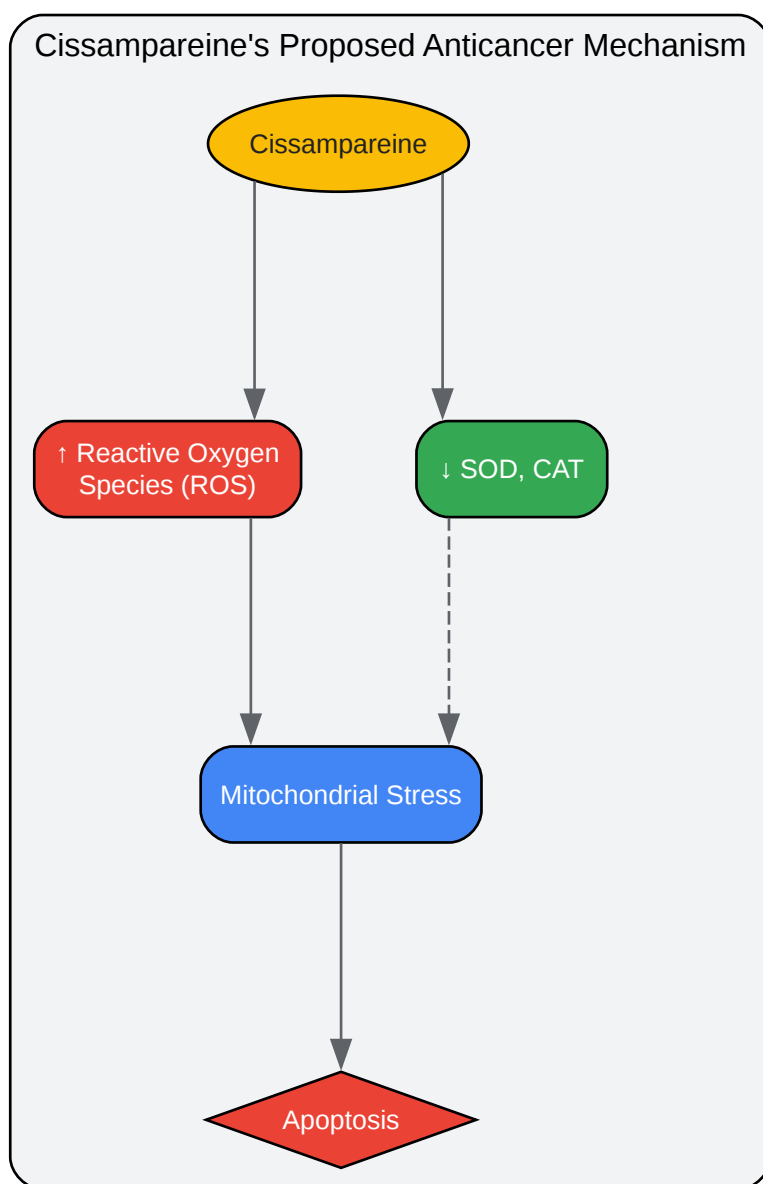 Cissampareine's Proposed Anticancer Mechanism
Cissampareine
↑ Reactive Oxygen
Species (ROS)
↓ SOD, CAT
Mitochondrial Stress
Apoptosis